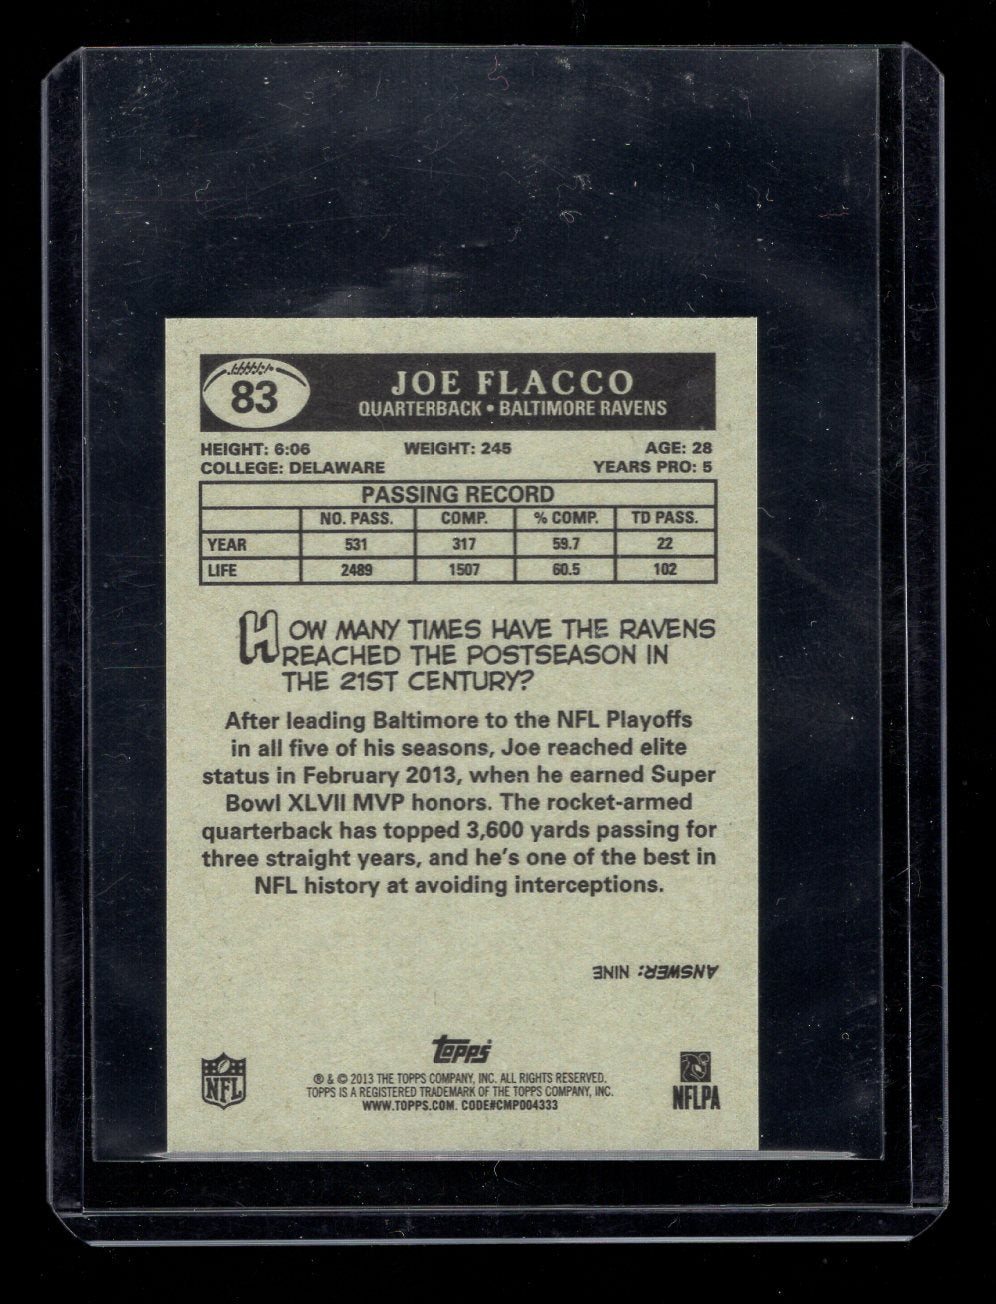 83
JOE FLACCO
QUARTERBACK • BALTIMORE RAVENS
HEIGHT: 6:06 WEIGHT: 245 AGE: 28
COLLEGE: DELAWARE YEARS PRO: 5
PASSING RECORD
NO. PASS. COMP. % COMP. TD PASS.
YEAR 531 317 59.7 22
LIFE 2489 1507 60.5 102
HOW MANY TIMES HAVE THE RAVENS
REACHED THE POSTSEASON IN
THE 21ST CENTURY?
After leading Baltimore to the NFL Playoffs
in all five of his seasons, Joe reached elite
status in February 2013, when he earned Super
Bowl XLVII MVP honors. The rocket-armed
quarterback has topped 3,600 yards passing for
three straight years, and he's one of the best in
NFL history at avoiding interceptions.
ANSWER: NINE
Topps
NFL
® & © 2013 THE TOPPS COMPANY, INC. ALL RIGHTS RESERVED.
TOPPS IS A REGISTERED TRADEMARK OF THE TOPPS COMPANY, INC.
WWW.TOPPS.COM. CODE#CMP004333
NFLPA